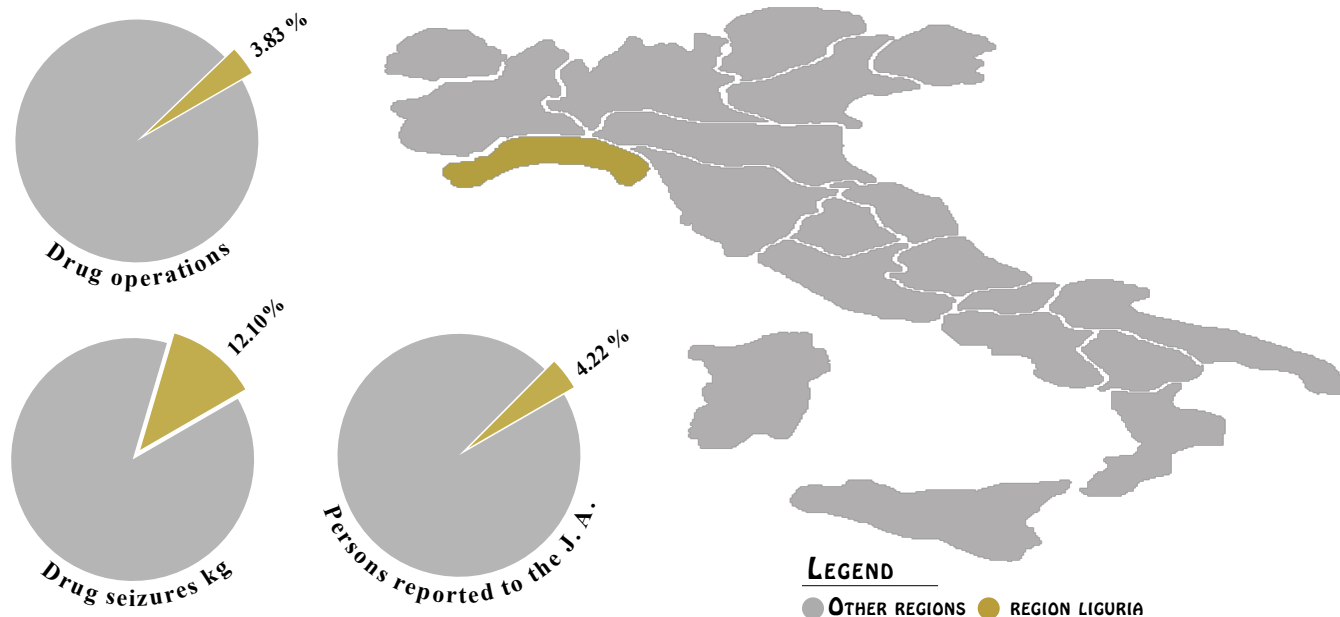 3.83 %
Drug operations
12.10%
Drug seizures kg
4.22 %
Persons reported to the J. A.
LEGEND
OTHER REGIONS REGION LIGURIA